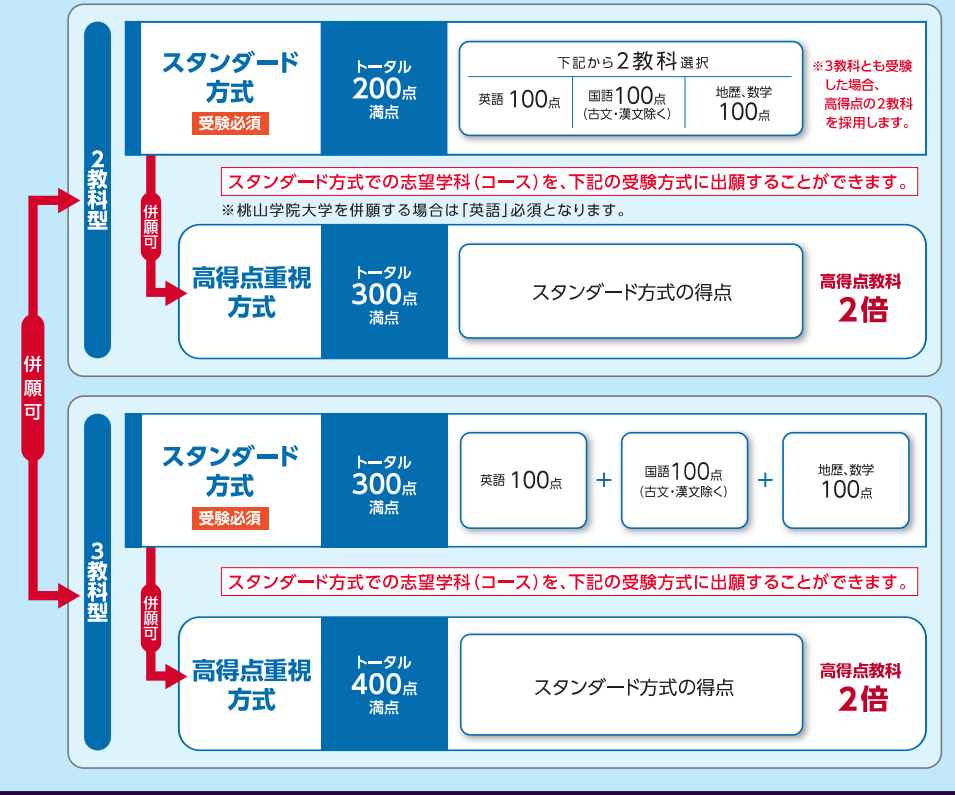 併願可
2教科型
スタンダード
方式
受験必須
トータル
200点
満点
下記から2教科選択
英語 100点
国語100点
(古文・漢文除く)
地歴、数学
100点
※3教科とも受験
した場合、
高得点の2教科
を採用します。
併願可
スタンダード方式での志望学科(コース)を、下記の受験方式に出願することができます。
※桃山学院大学を併願する場合は「英語」必須となります。
高得点重視
方式
トータル
300点
満点
スタンダード方式の得点
高得点教科
2倍
3教科型
スタンダード
方式
受験必須
トータル
300点
満点
英語 100点
+
国語100点
(古文・漢文除く)
+
地歴、数学
100点
併願可
スタンダード方式での志望学科(コース)を、下記の受験方式に出願することができます。
高得点重視
方式
トータル
400点
満点
スタンダード方式の得点
高得点教科
2倍